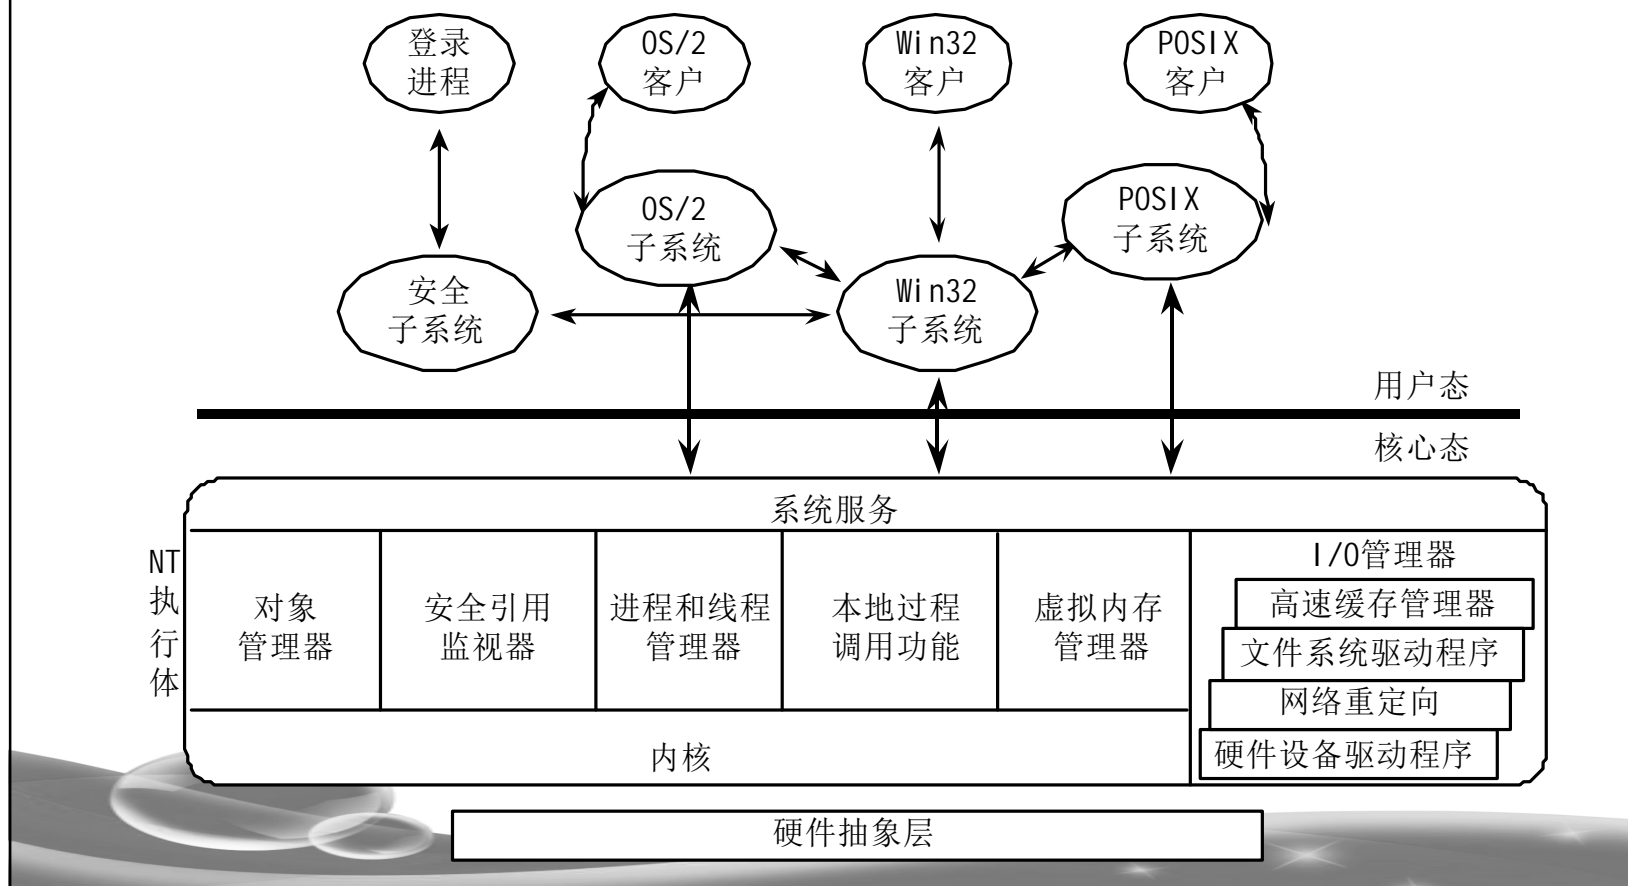 登录
进程
OS/2
客户
Win32
客户
POSIX
客户
OS/2
子系统
POSIX
子系统
安全
子系统
Win32
子系统
用户态
核心态
系统服务
NT
执
行
体
对象
管理器
安全引用
监视器
进程和线程
管理器
本地过程
调用功能
虚拟内存
管理器
I/O管理器
高速缓存管理器
文件系统驱动程序
网络重定向
硬件设备驱动程序
内核
硬件抽象层